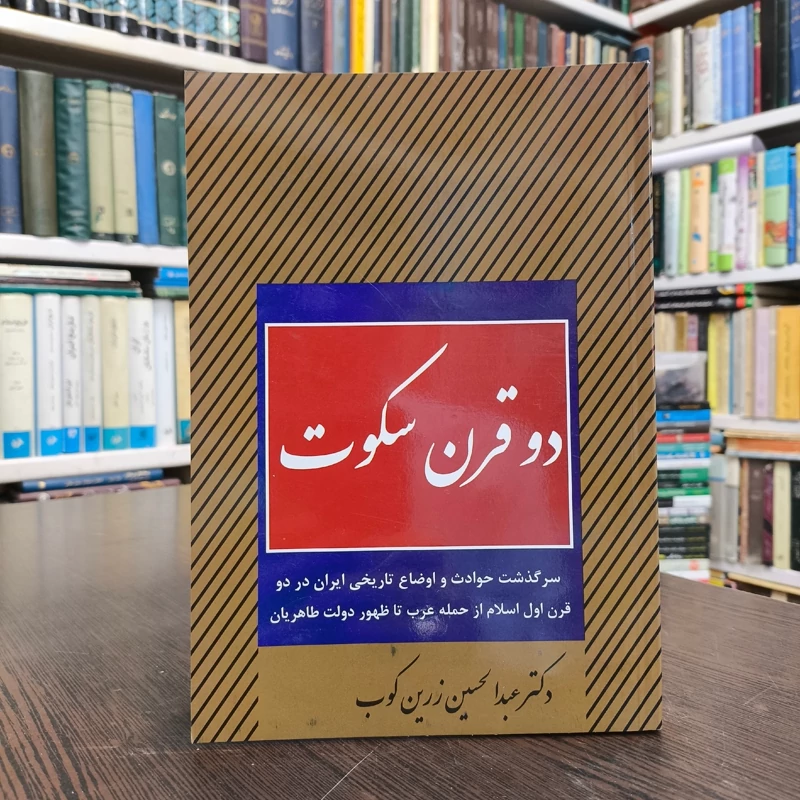 دو قرن سکوت
سرگذشت حوادث و اوضاع تاریخی ایران در دو
قرن اول اسلام از حمله عرب تا ظهور دولت طاهریان
دکتر عبدالحسین زرین کوب